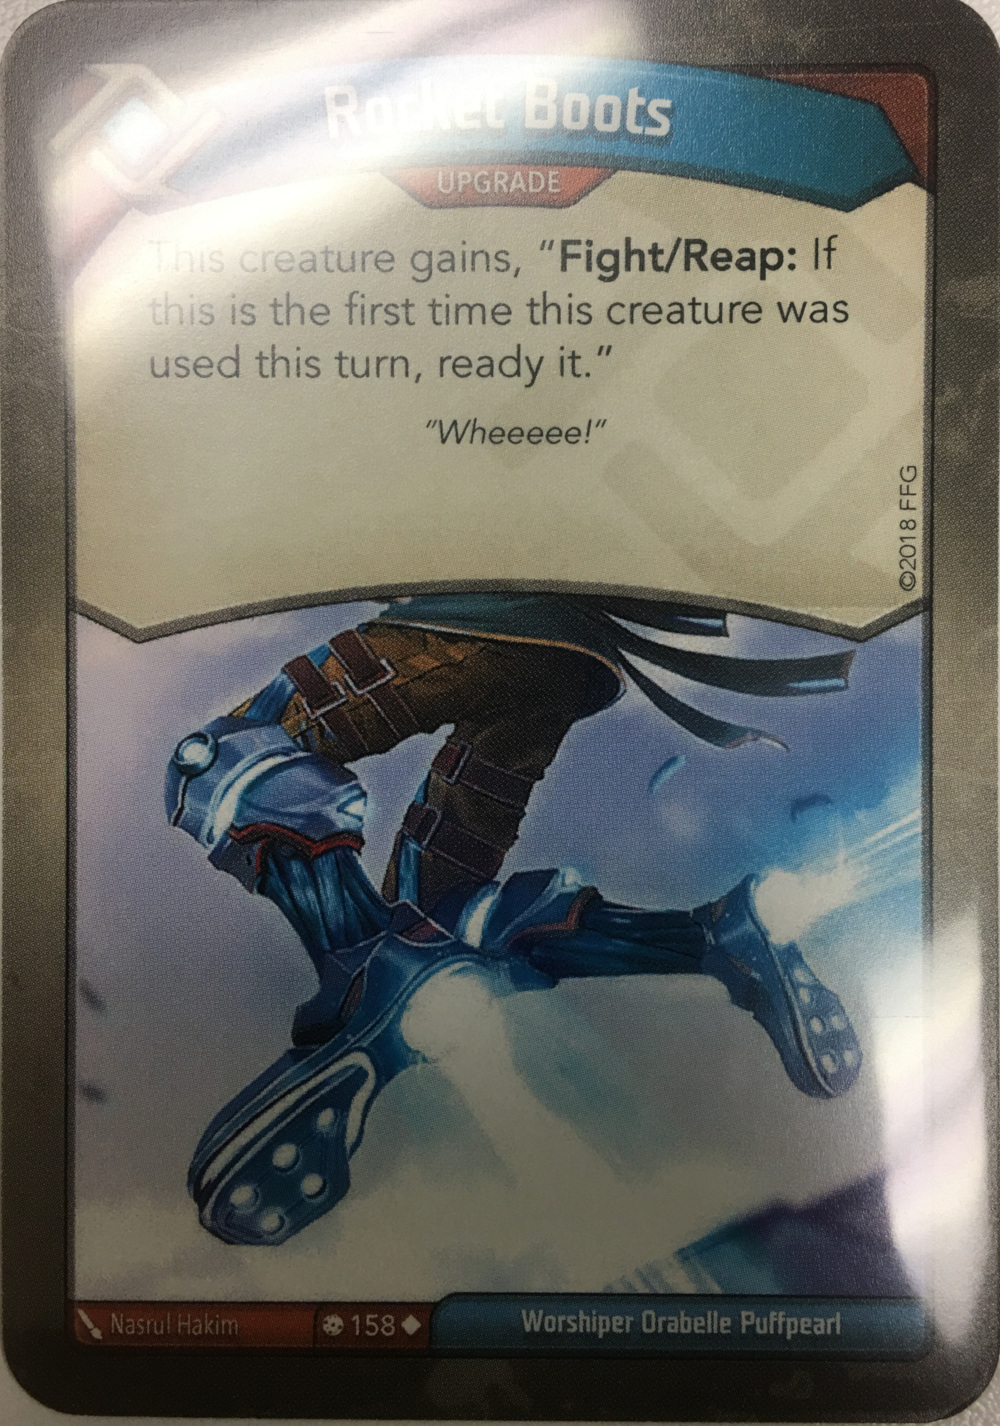 Rocket Boots
UPGRADE
This creature gains, “Fight/Reap: If
this is the first time this creature was
used this turn, ready it.”
“Wheeeee!”
©2018 FFG
Nasrul Hakim
158
Worshiper Orabelle Puffpearl